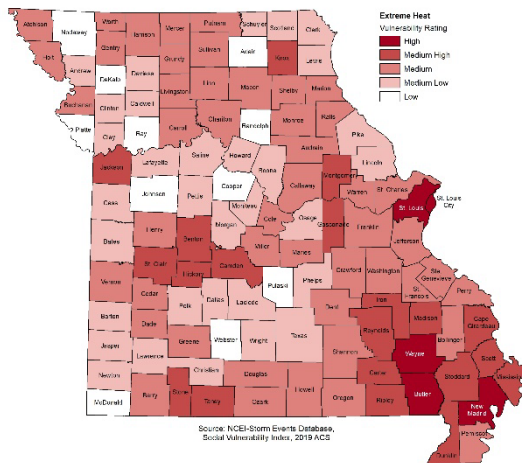 Extreme Heat
Vulnerability Rating
High
Medium High
Medium
Medium Low
Low
Atchison
Nodaway
Worth
Harrison
Mercer
Putnam
Schuyler
Scotland
Clark
Holt
Gentry
Sullivan
Adair
Knox
Lewis
Andrew
DeKalb
Daviess
Grundy
Linn
Macon
Shelby
Marion
Buchanan
Clinton
Caldwell
Livingston
Chariton
Randolph
Monroe
Ralls
Platte
Clay
Ray
Carroll
Audrain
Pike
Jackson
Lafayette
Saline
Howard
Boone
Callaway
Montgomery
Lincoln
Warren
St. Charles
St. Louis
St. Louis
City
Cass
Johnson
Pettis
Cooper
Moniteau
Cole
Osage
Gasconade
Franklin
Jefferson
Bates
Henry
Benton
Morgan
Miller
Maries
St. Clair
Hickory
Camden
Pulaski
Phelps
Crawford
Washington
St. Francois
Ste.
Genevieve
Perry
Vernon
Cedar
Polk
Dallas
Laclede
Dent
Iron
Madison
Cape
Girardeau
Barton
Dade
Greene
Webster
Wright
Texas
Shannon
Reynolds
Wayne
Bollinger
Scott
Mississippi
Jasper
Lawrence
Christian
Douglas
Howell
Carter
Butler
Stoddard
New
Madrid
Newton
McDonald
Barry
Stone
Taney
Ozark
Oregon
Ripley
Dunklin
Pemiscot
Source: NCEI-Storm Events Database,
Social Vulnerability Index, 2019 ACS